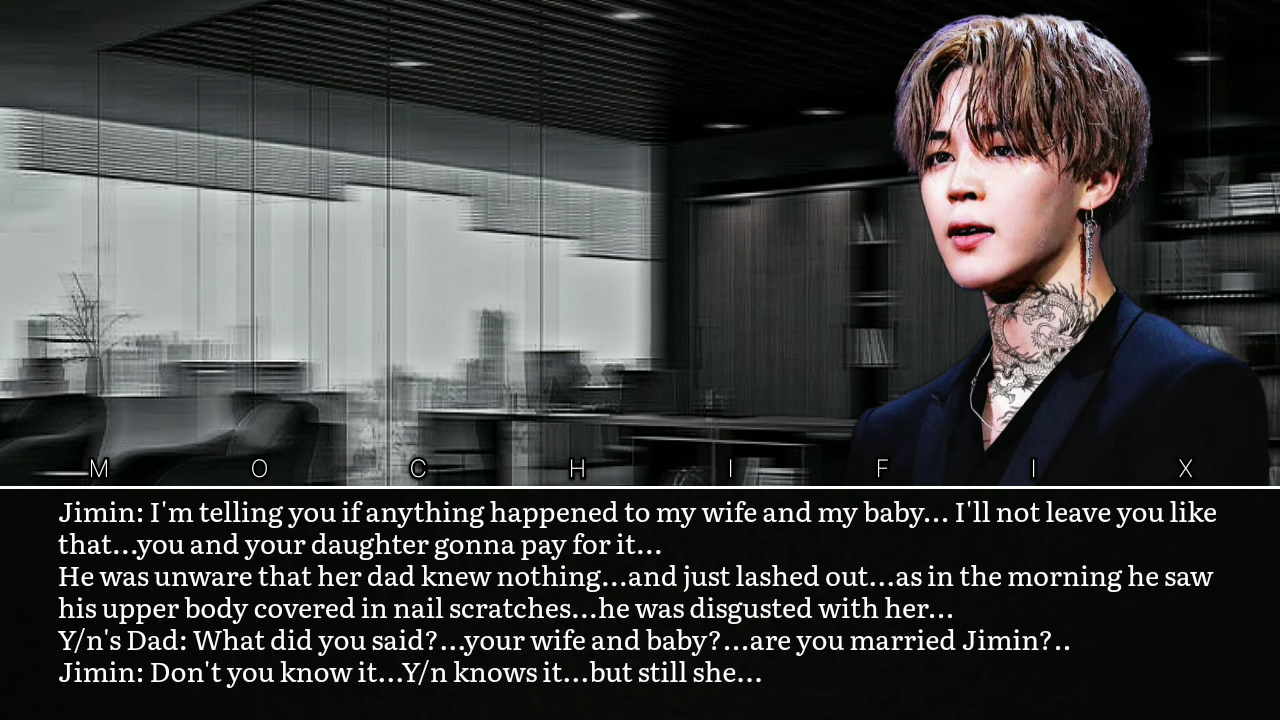 M O C H I F I X
Jimin: I'm telling you if anything happened to my wife and my baby... I'll not leave you like
that...you and your daughter gonna pay for it...
He was unware that her dad knew nothing...and just lashed out...as in the morning he saw
his upper body covered in nail scratches...he was disgusted with her...
Y/n's Dad: What did you said?...your wife and baby?...are you married Jimin?..
Jimin: Don't you know it...Y/n knows it...but still she...